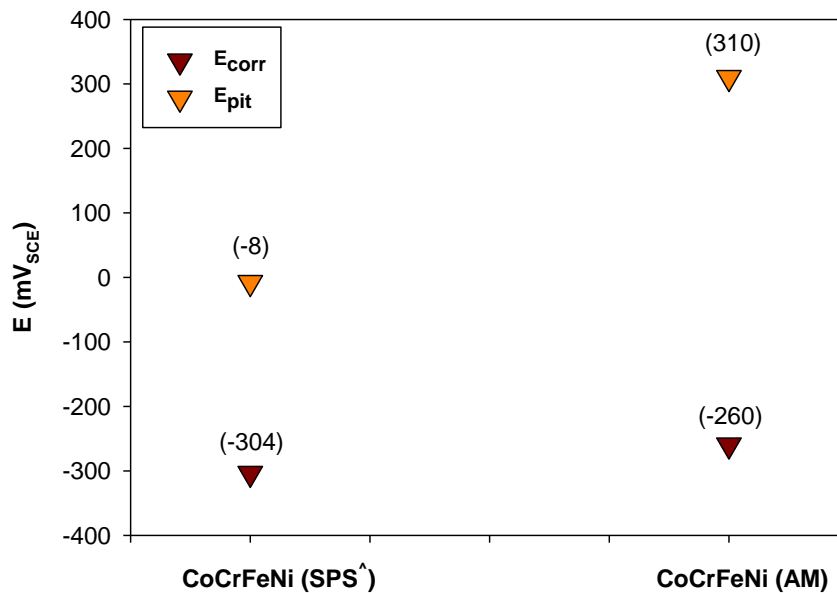 400
300
200
100
0
-100
-200
-300
-400
E (mV_SCE)
E_corr
E_pit
(310)
(-8)
(-304)
(-260)
CoCrFeNi (SPS^)
CoCrFeNi (AM)